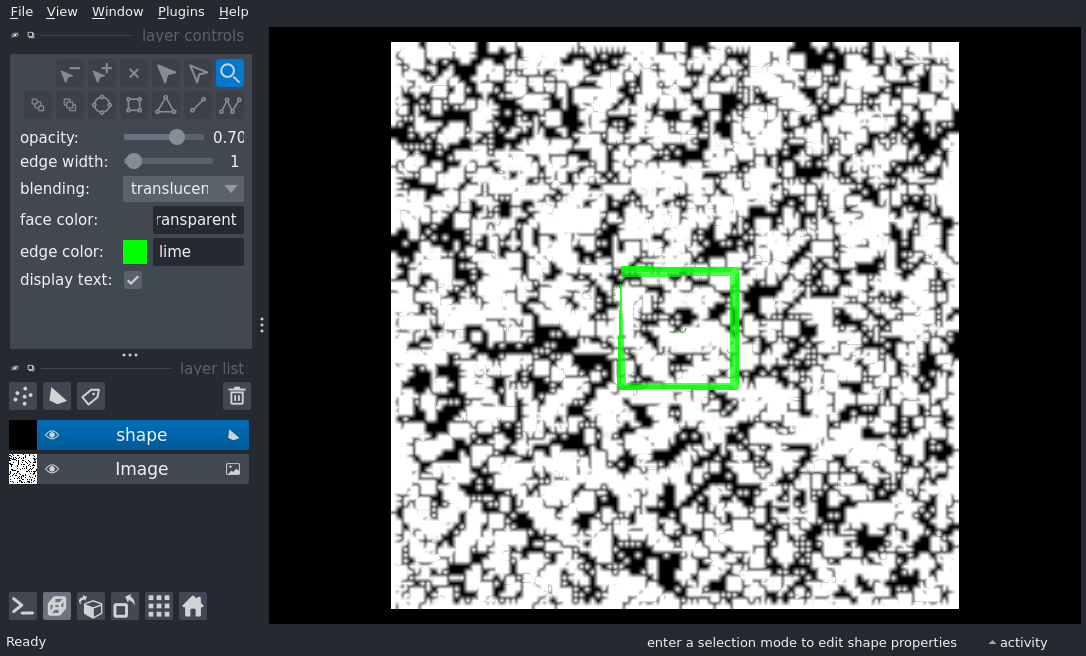 File View Window Plugins Help
layer controls
opacity: 0.70
edge width: 1
blending: translucen
face color: ransparent
edge color: lime
display text:
layer list
shape
Image
Ready
enter a selection mode to edit shape properties
activity